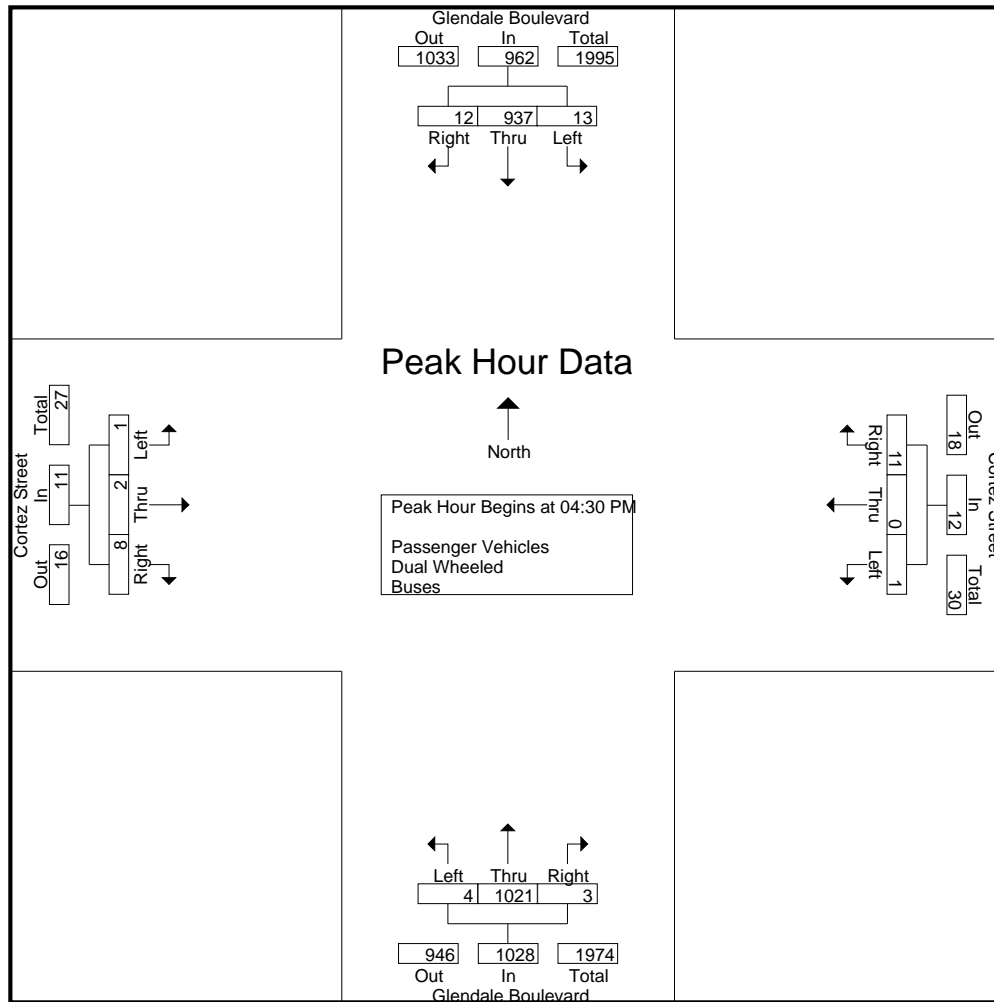 Glendale Boulevard
Out In Total
1033 962 1995
12 937 13
Right Thru Left
Peak Hour Data
North
Peak Hour Begins at 04:30 PM
Passenger Vehicles
Dual Wheeled
Buses
Cortez Street
Out In Total
16 11 27
8 2 1
Right Thru Left
Cortez Street
Out In Total
18 12 30
11 0 1
Right Thru Left
Left Thru Right
4 1021 3
946 1028 1974
Out In Total
Glendale Boulevard